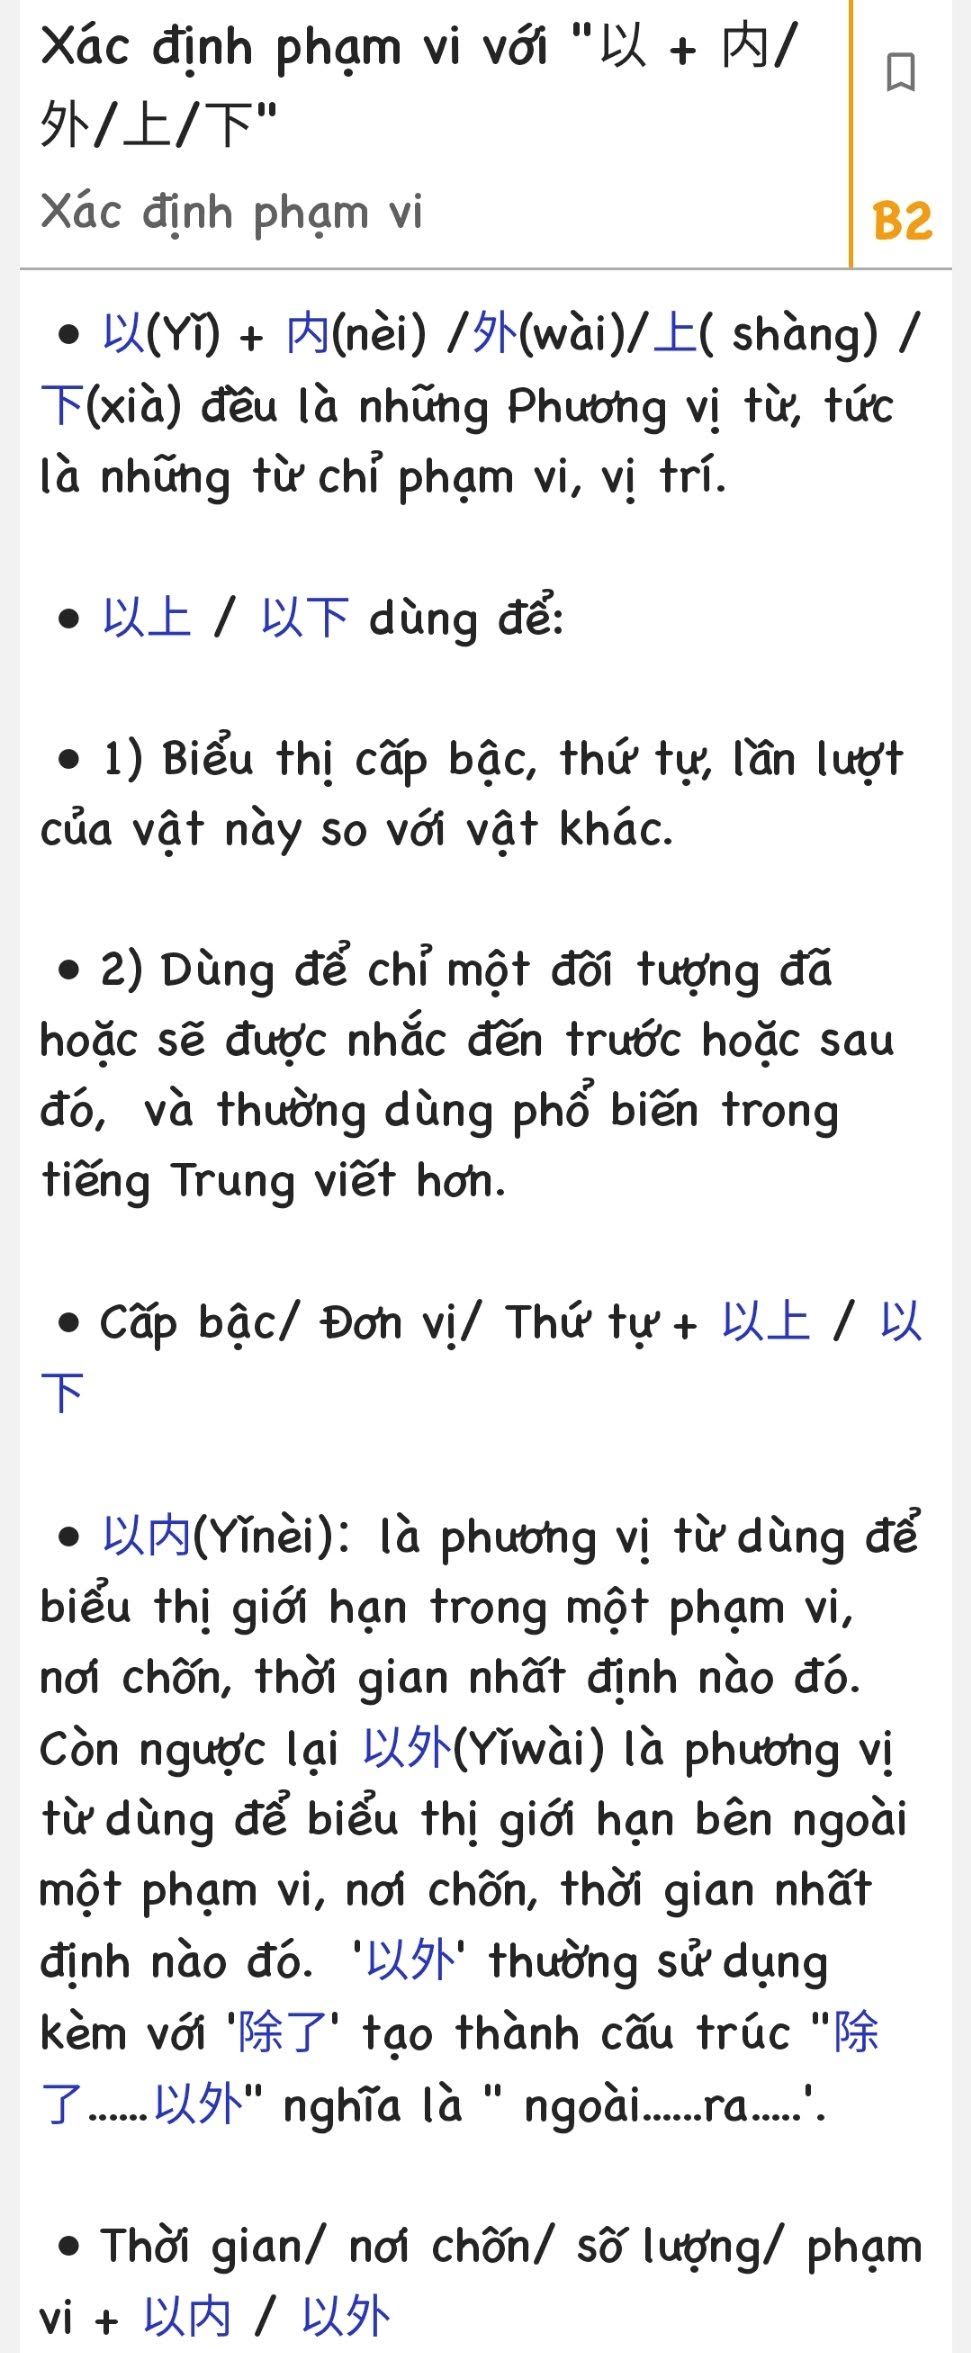 Xác định phạm vi với "以 + 内/
外/上/下"
Xác định phạm vi
B2
• 以(Yǐ) + 内(nèi) /外(wài)/上( shàng) /
下(xià) đều là những Phương vị từ, tức
là những từ chỉ phạm vi, vị trí.
• 以上 / 以下 dùng để:
• 1) Biểu thị cấp bậc, thứ tự, lần lượt
của vật này so với vật khác.
• 2) Dùng để chỉ một đối tượng đã
hoặc sẽ được nhắc đến trước hoặc sau
đó, và thường dùng phổ biến trong
tiếng Trung viết hơn.
• Cấp bậc/ Đơn vị/ Thứ tự + 以上 / 以
下
• 以内(Yǐnèi): là phương vị từ dùng để
biểu thị giới hạn trong một phạm vi,
nơi chốn, thời gian nhất định nào đó.
Còn ngược lại 以外(Yǐwài) là phương vị
từ dùng để biểu thị giới hạn bên ngoài
một phạm vi, nơi chốn, thời gian nhất
định nào đó. '以外' thường sử dụng
kèm với '除了' tạo thành cấu trúc "除
了......以外" nghĩa là " ngoài......ra.....'.
• Thời gian/ nơi chốn/ số lượng/ phạm
vi + 以内 / 以外